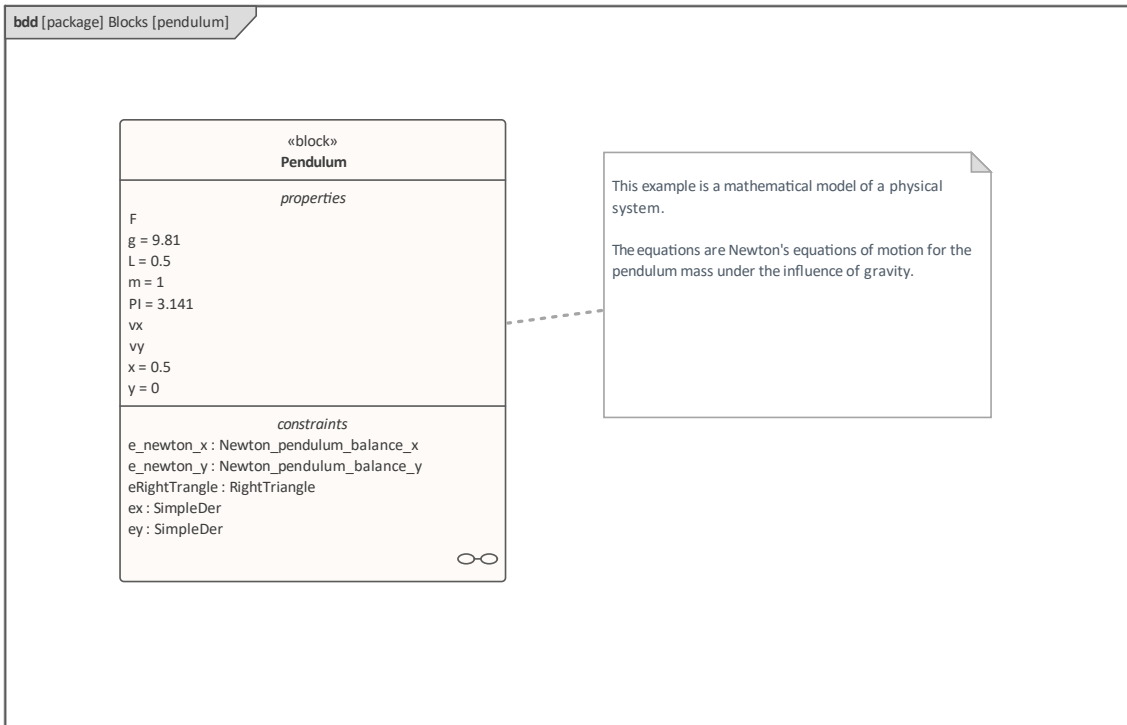 bdd [package] Blocks [pendulum]
«block»
Pendulum
properties
F
g = 9.81
L = 0.5
m = 1
PI = 3.141
vx
vy
x = 0.5
y = 0
constraints
e_newton_x : Newton_pendulum_balance_x
e_newton_y : Newton_pendulum_balance_y
eRightTrangle : RightTriangle
ex : SimpleDer
ey : SimpleDer
This example is a mathematical model of a physical
system.
The equations are Newton's equations of motion for the
pendulum mass under the influence of gravity.